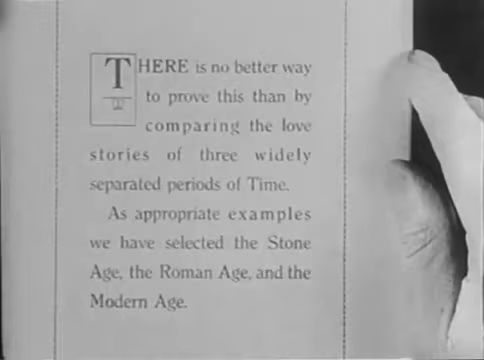 THERE is no better way
to prove this than by
comparing the love
stories of three widely
separated periods of Time.
As appropriate examples
we have selected the Stone
Age, the Roman Age, and the
Modern Age.